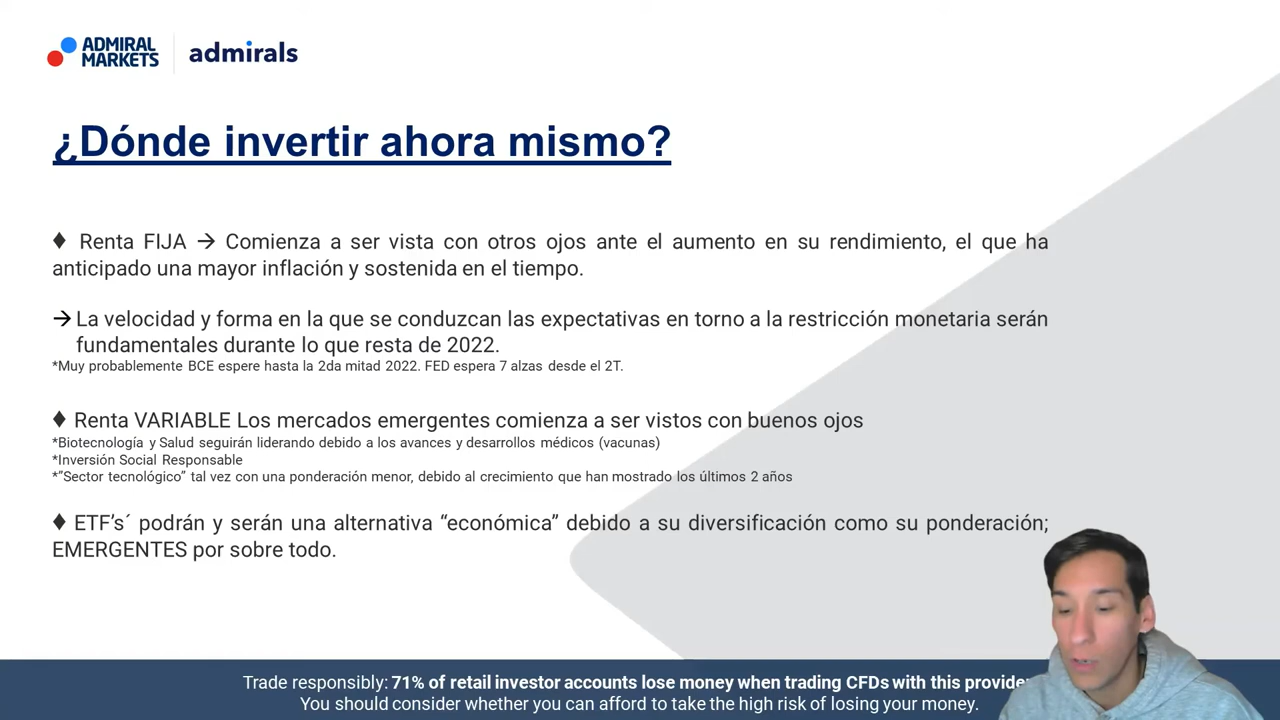 ADMIRAL
MARKETS
admirals
¿Dónde invertir ahora mismo?
♦ Renta FIJA → Comienza a ser vista con otros ojos ante el aumento en su rendimiento, el que ha
anticipado una mayor inflación y sostenida en el tiempo.
→ La velocidad y forma en la que se conduzcan las expectativas en torno a la restricción monetaria serán
fundamentales durante lo que resta de 2022.
*Muy probablemente BCE espere hasta la 2da mitad 2022. FED espera 7 alzas desde el 2T.
♦ Renta VARIABLE Los mercados emergentes comienza a ser vistos con buenos ojos
*Biotecnología y Salud seguirán liderando debido a los avances y desarrollos médicos (vacunas)
*Inversión Social Responsable
*"Sector tecnológico" tal vez con una ponderación menor, debido al crecimiento que han mostrado los últimos 2 años
♦ ETF's´ podrán y serán una alternativa “económica” debido a su diversificación como su ponderación;
EMERGENTES por sobre todo.
Trade responsibly: 71% of retail investor accounts lose money when trading CFDs with this provider
You should consider whether you can afford to take the high risk of losing your money.